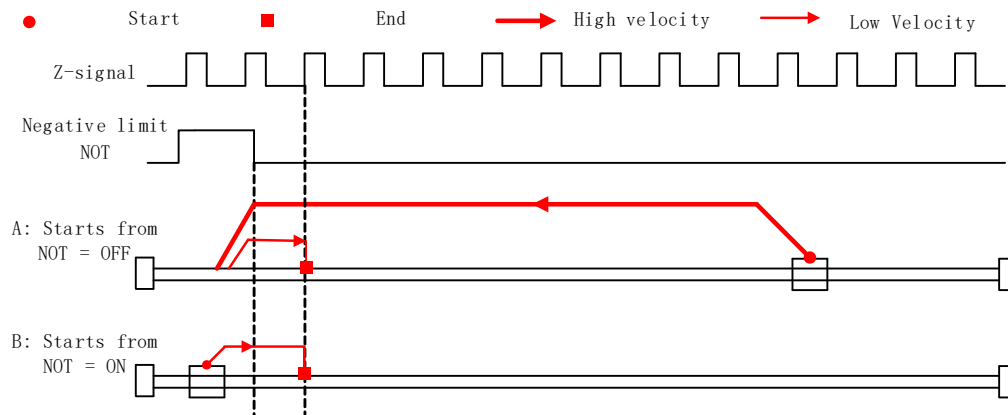 Start End High velocity Low Velocity
Z-signal
Negative limit
NOT
A: Starts from
NOT = OFF
B: Starts from
NOT = ON